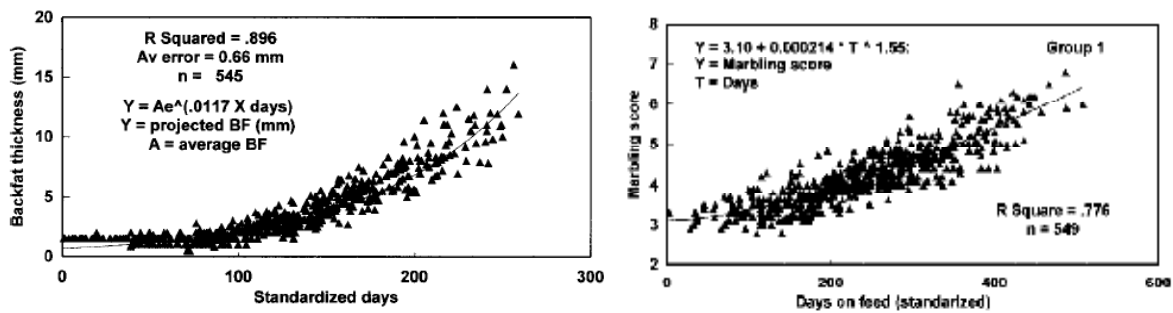 20
15
10
5
0
Backfat thickness (mm)
R Squared = .896
Av error = 0.66 mm
n = 545
Y = Ae^(.0117 X days)
Y = projected BF (mm)
A = average BF
0 100 200 300
Standardized days
8
7
6
5
4
3
2
Marbling score
Y = 3.10 + 0.000214 * T ^ 1.55:
Y = Marbling score
T = Days
Group 1
R Square = .776
n = 549
0 200 400 600
Days on feed (standarized)